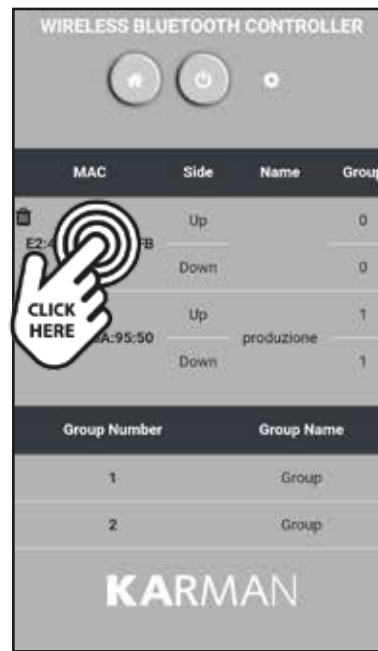 WIRELESS BLUETOOTH CONTROLLER
MAC Side Name Group
Up 0
E2:4 FB
Down 0
CLICK
HERE
Up 1
A:95:50 produzione
Down 1
Group Number Group Name
1 Group
2 Group
KARMAN